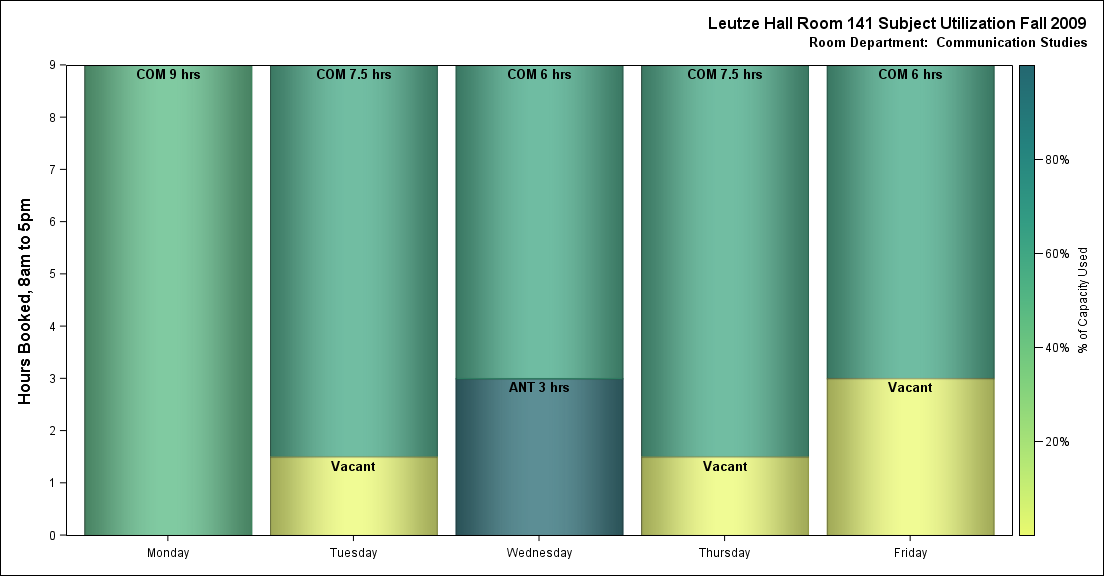 Leutze Hall Room 141 Subject Utilization Fall 2009
Room Department:  Communication Studies
Hours Booked, 8am to 5pm
9
8
7
6
5
4
3
2
1
0
COM 9 hrs
COM 7.5 hrs
COM 6 hrs
COM 7.5 hrs
COM 6 hrs
ANT 3 hrs
Vacant
Vacant
Vacant
Monday
Tuesday
Wednesday
Thursday
Friday
80%
60%
40%
20%
% of Capacity Used